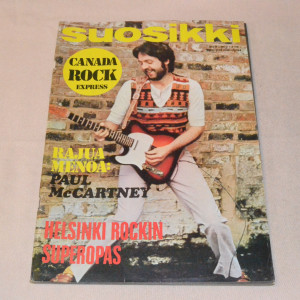 suosikki
CANADA
ROCK
EXPRESS
RAJUA
MENOA:
PAUL
McCARTNEY
HELSINKI ROCKIN
SUPEROPAS